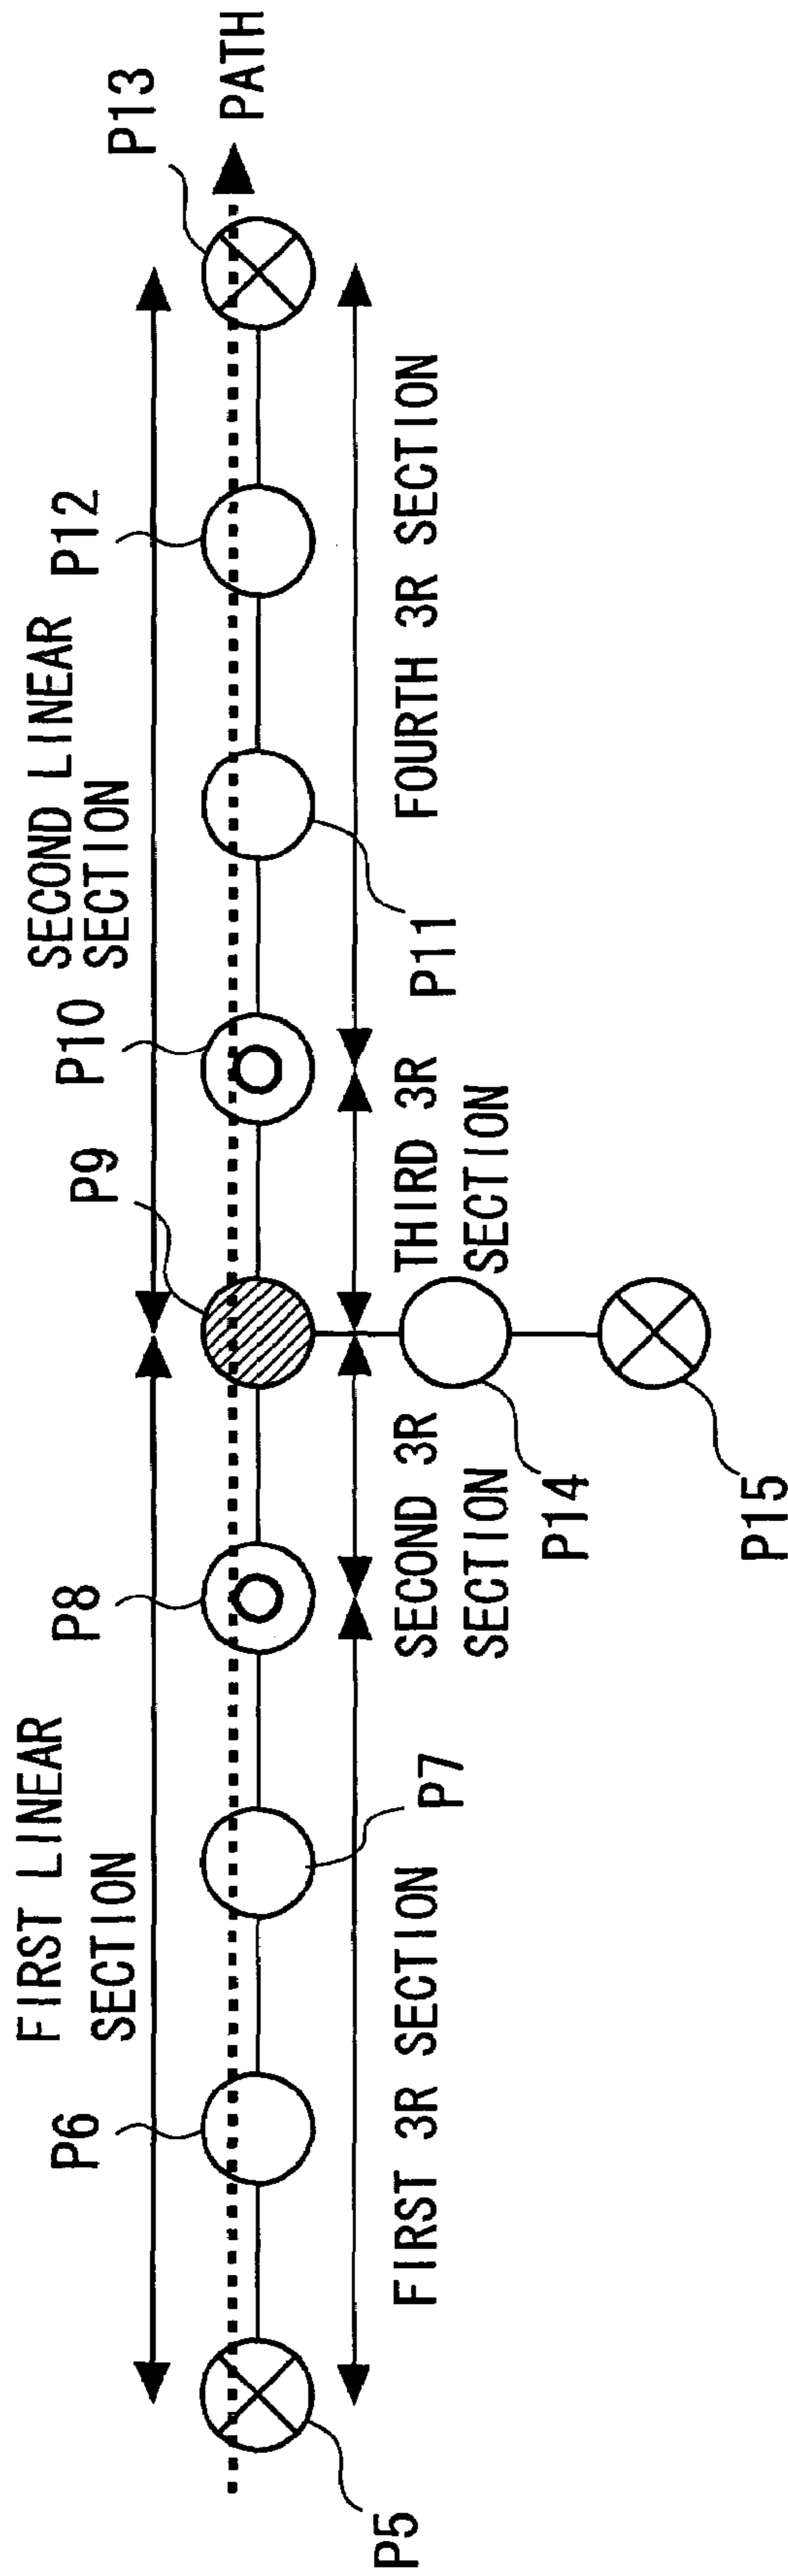 FIRST LINEAR
SECTION
SECOND LINEAR
SECTION
P6
P8
P9
P10
P12
P13
PATH
P5
P7
P11
FIRST 3R SECTION
SECOND 3R
SECTION
THIRD 3R
SECTION
FOURTH 3R SECTION
P14
P15